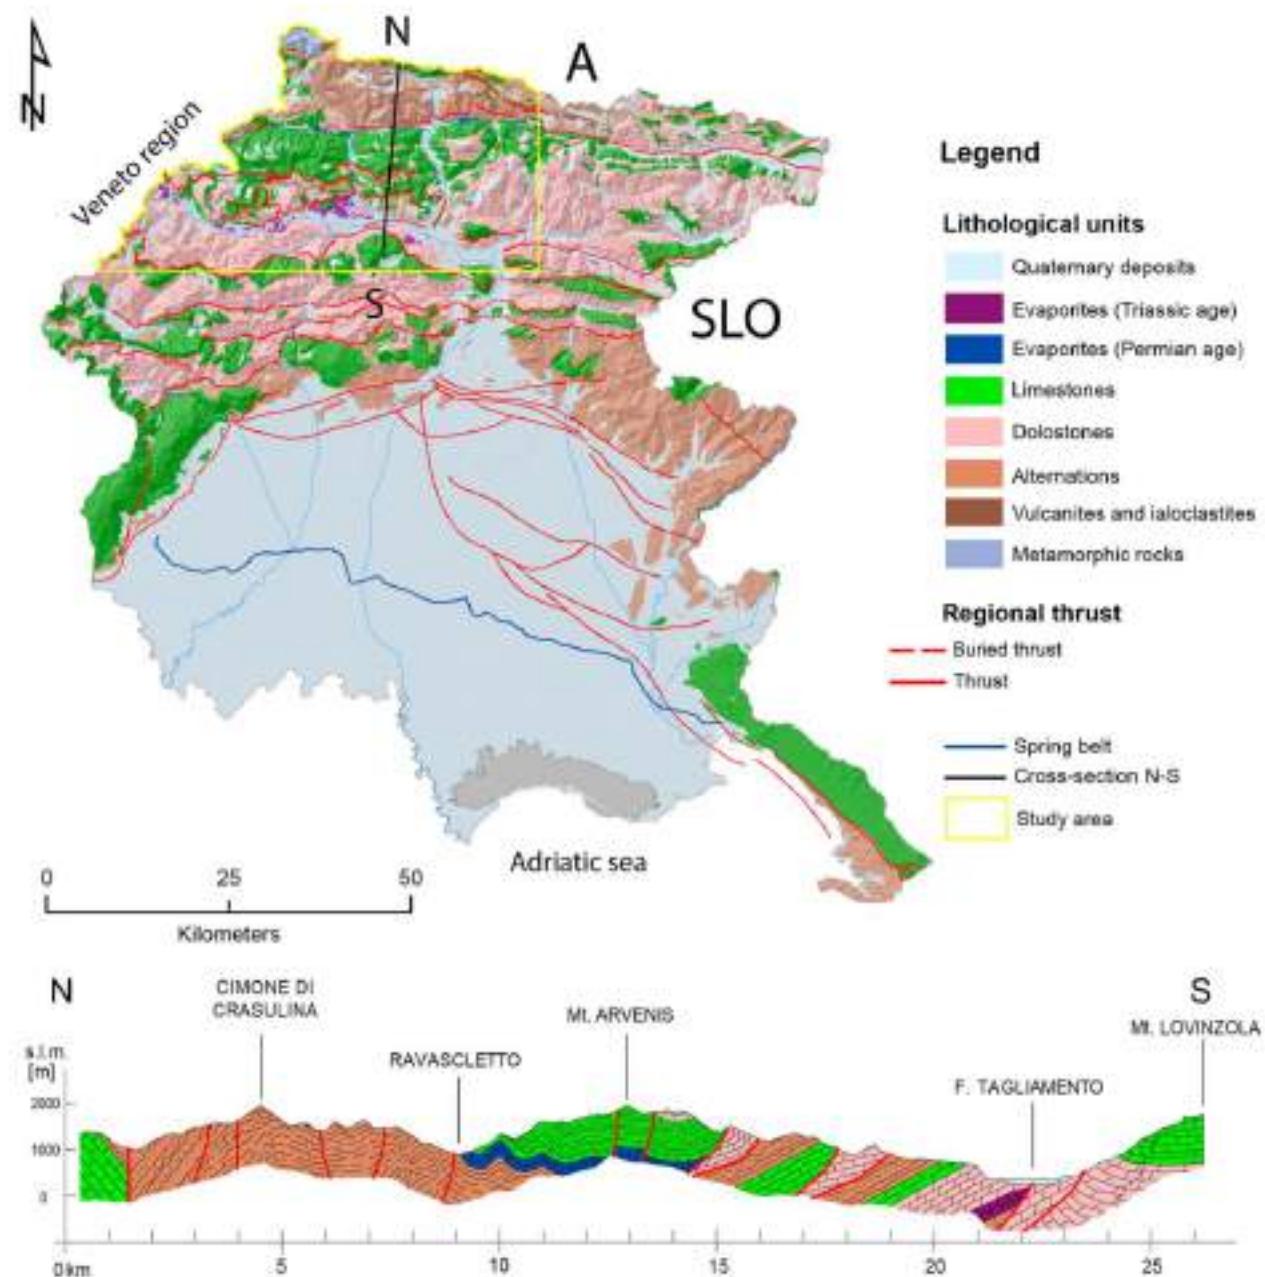 N
A
N
Veneto region
S
SLO
Adriatic sea
0 25 50
Kilometers
Legend
Lithological units
Quaternary deposits
Evaporites (Triassic age)
Evaporites (Permian age)
Limestones
Dolostones
Alternations
Vulcanites and ialoclastites
Metamorphic rocks
Regional thrust
Buried thrust
Thrust
Spring belt
Cross-section N-S
Study area
N
S
CIMONE DI
CRASULINA
Mt. ARVENIS
Mt. LOVINZOLA
RAVASCLETTO
F. TAGLIAMENTO
s.l.m.
[m]
2000
1000
0
0km 5 10 15 20 25